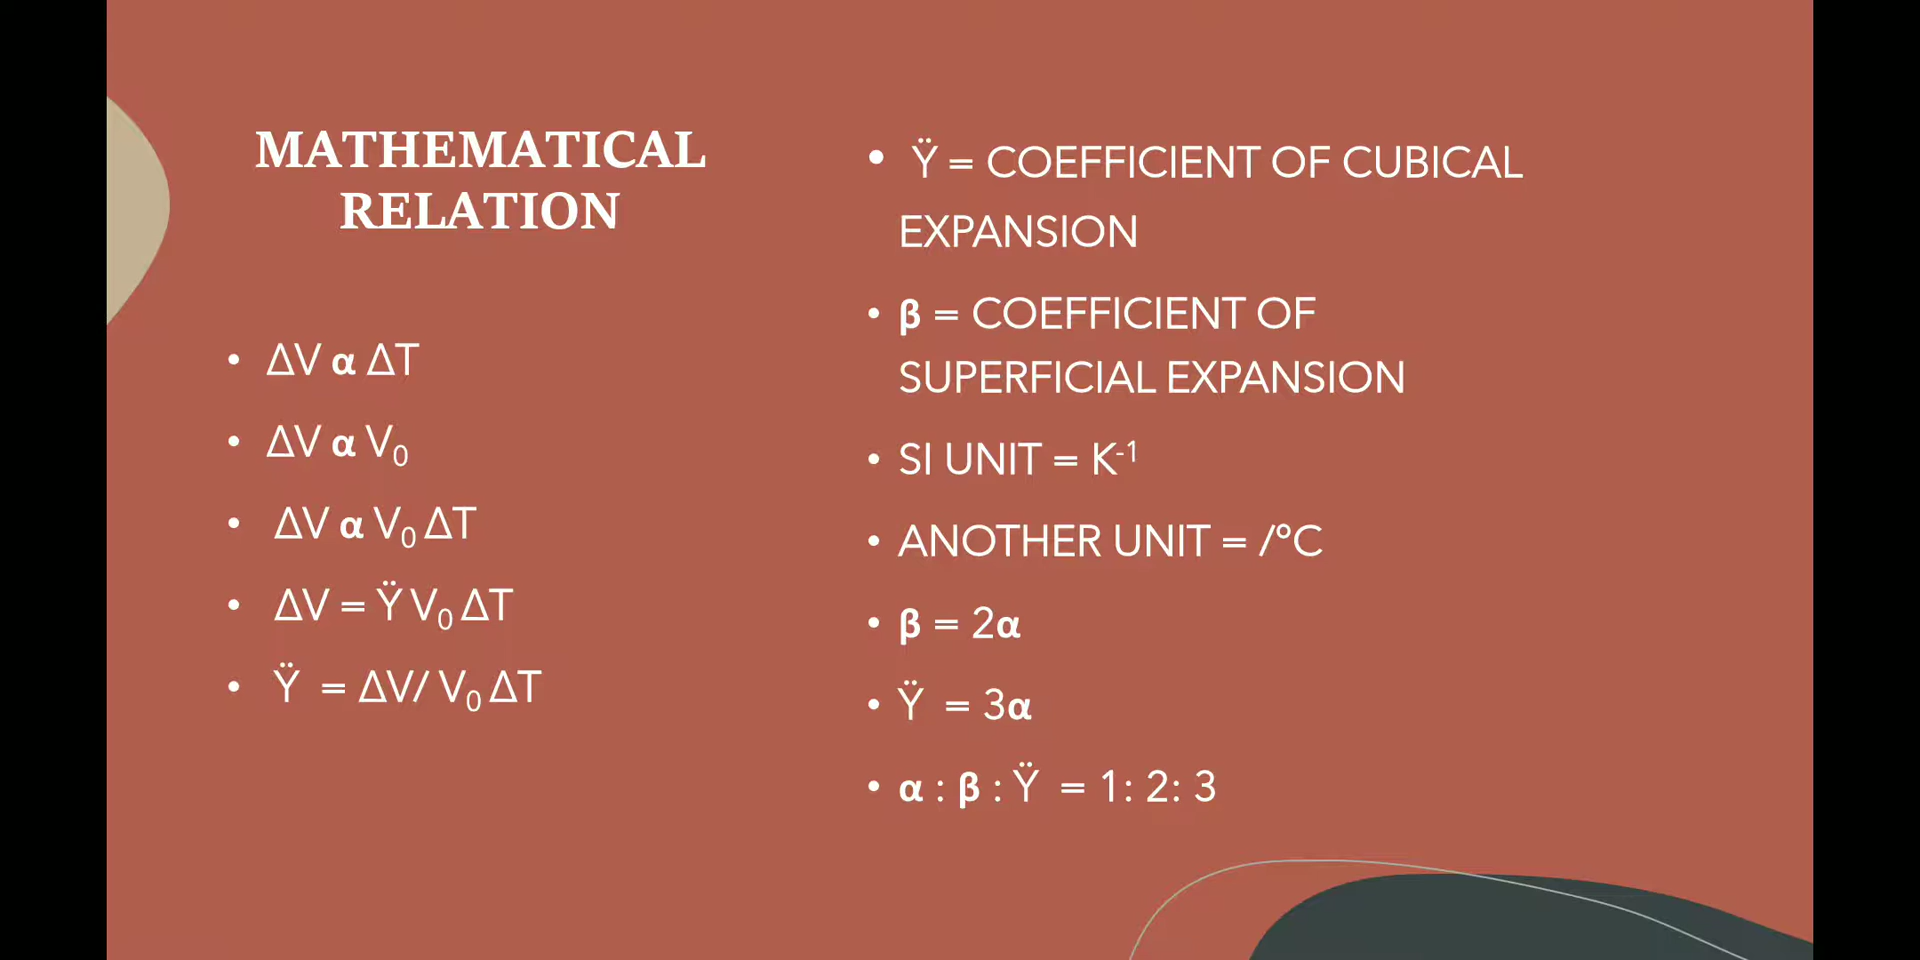 MATHEMATICAL
RELATION
• ΔV α ΔT
• ΔV α V₀
• ΔV α V₀ ΔT
• ΔV = Ÿ V₀ ΔT
• Ÿ = ΔV/ V₀ ΔT
• Ÿ = COEFFICIENT OF CUBICAL
EXPANSION
• β = COEFFICIENT OF
SUPERFICIAL EXPANSION
• SI UNIT = K⁻¹
• ANOTHER UNIT = /°C
• β = 2α
• Ÿ = 3α
• α : β : Ÿ = 1: 2: 3